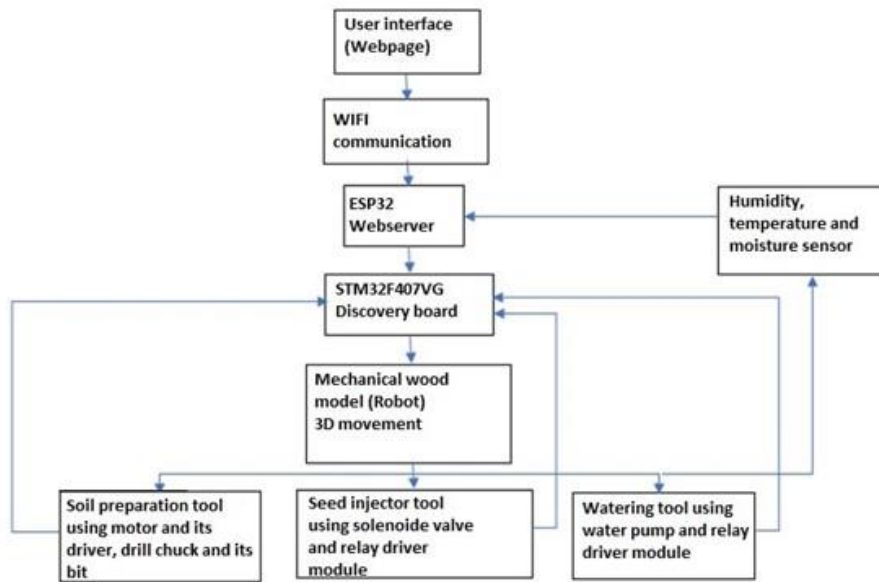 User interface
(Webpage)
WIFI
communication
ESP32
Webserver
Humidity,
temperature and
moisture sensor
STM32F407VG
Discovery board
Mechanical wood
model (Robot)
3D movement
Soil preparation tool
using motor and its
driver, drill chuck and its
bit
Seed injector tool
using solenoide valve
and relay driver
module
Watering tool using
water pump and relay
driver module